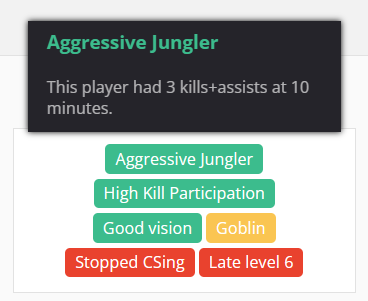 Aggressive Jungler
This player had 3 kills+assists at 10
minutes.
Aggressive Jungler
High Kill Participation
Good vision Goblin
Stopped CSing Late level 6